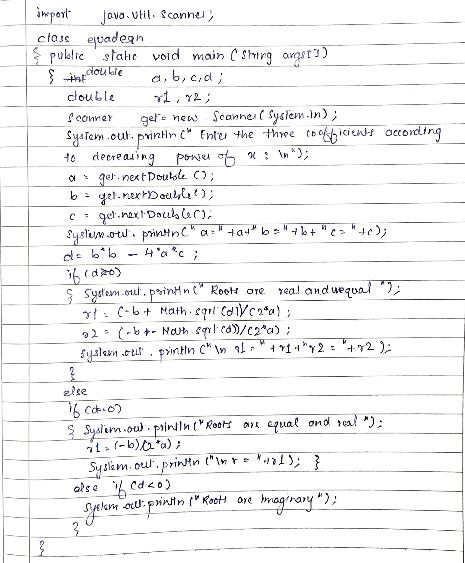 import java.util.Scanner;
class equadeqn
{ public static void main (String args[])
{ double a, b, c, d;
double r1, r2;
Scanner get = new Scanner(System.in);
System.out.println(" Enter the three coefficients according
to decreasing power of x : \n");
a = get.nextDouble ();
b = get.nextDouble();
c = get.nextDouble();
System.out.println(" a=" +a+" b="+b+" c="+c);
d= b*b - 4*a*c ;
if (d>0)
{ System.out.println(" Roots are real and unequal ");
r1 = (-b + Math.sqrt(d))/(2*a) ;
r2 = (-b - Math.sqrt(d))/(2*a) ;
System.out.println ("\n r1 = " +r1+"r2 = "+r2 );
}
else
if (d=0)
{ System.out.println("Roots are equal and real ");
r1 = (-b)/(2*a) ;
System.out.println("\n r = "+r1); }
else if (d<0)
System.out.println("Roots are Imaginary");
}
}